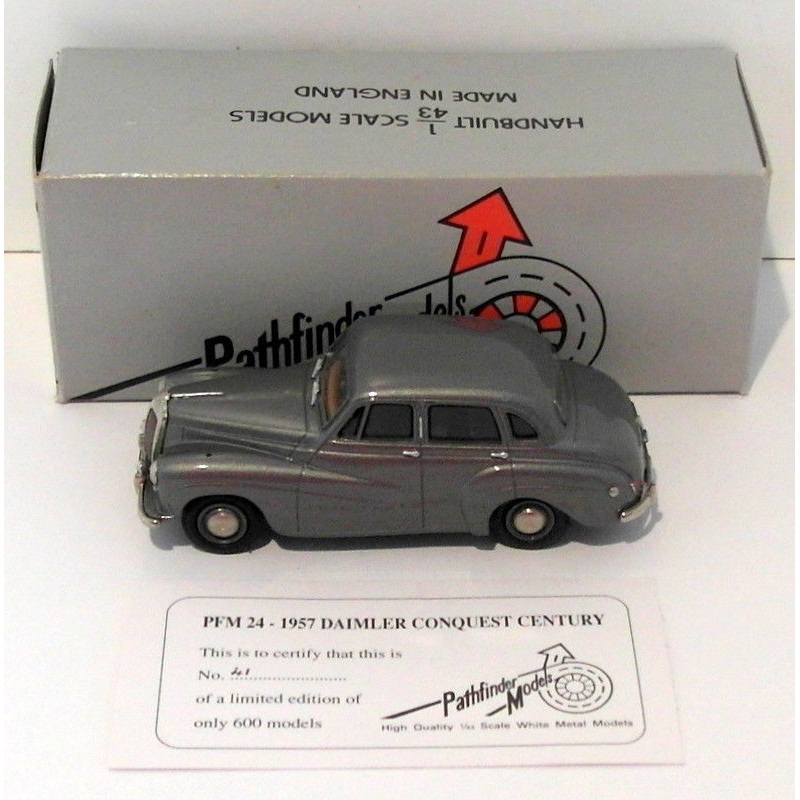 HANDBUILT 1/43 SCALE MODELS
MADE IN ENGLAND
Pathfinder Models
PFM 24 - 1957 DAIMLER CONQUEST CENTURY
This is to certify that this is
No. 41
of a limited edition of
only 600 models
Pathfinder
Models
High Quality 1/43 Scale White Metal Models